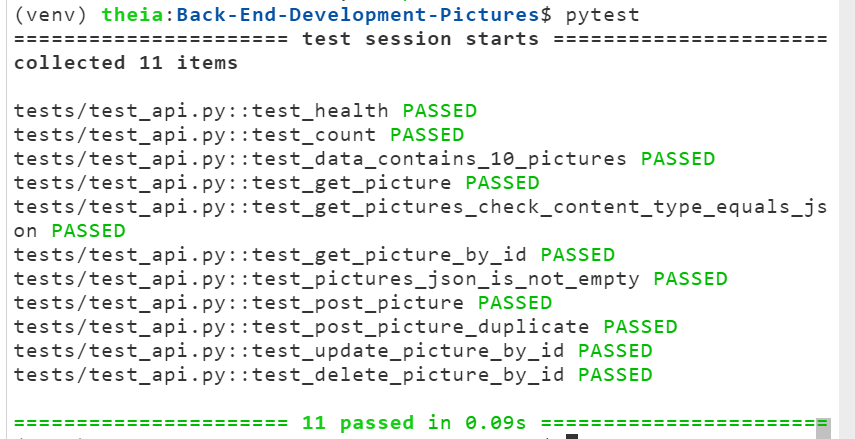 (venv) theia:Back-End-Development-Pictures$ pytest
====================== test session starts ======================
collected 11 items
tests/test_api.py::test_health PASSED
tests/test_api.py::test_count PASSED
tests/test_api.py::test_data_contains_10_pictures PASSED
tests/test_api.py::test_get_picture PASSED
tests/test_api.py::test_get_pictures_check_content_type_equals_js
on PASSED
tests/test_api.py::test_get_picture_by_id PASSED
tests/test_api.py::test_pictures_json_is_not_empty PASSED
tests/test_api.py::test_post_picture PASSED
tests/test_api.py::test_post_picture_duplicate PASSED
tests/test_api.py::test_update_picture_by_id PASSED
tests/test_api.py::test_delete_picture_by_id PASSED
====================== 11 passed in 0.09s =======================